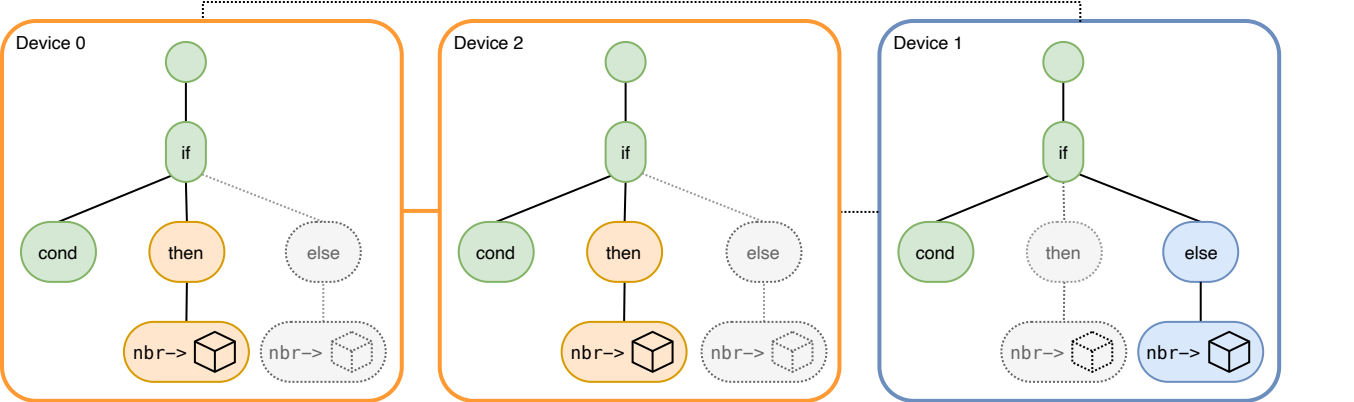 Device 0
if
cond
then
else
nbr->
nbr->
Device 2
if
cond
then
else
nbr->
nbr->
Device 1
if
cond
then
else
nbr->
nbr->